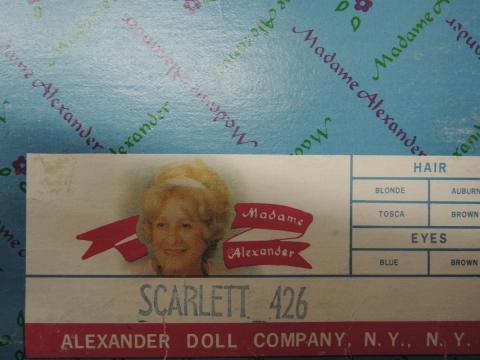 Madame Alexander
Madame
Alexander
Madame
Alexander
Madame Alexander
Madame
Madame
Alexander
HAIR
BLONDE AUBURN
TOSCA BROWN
EYES
BLUE BROWN
SCARLETT 426
ALEXANDER DOLL COMPANY, N. Y., N. Y.